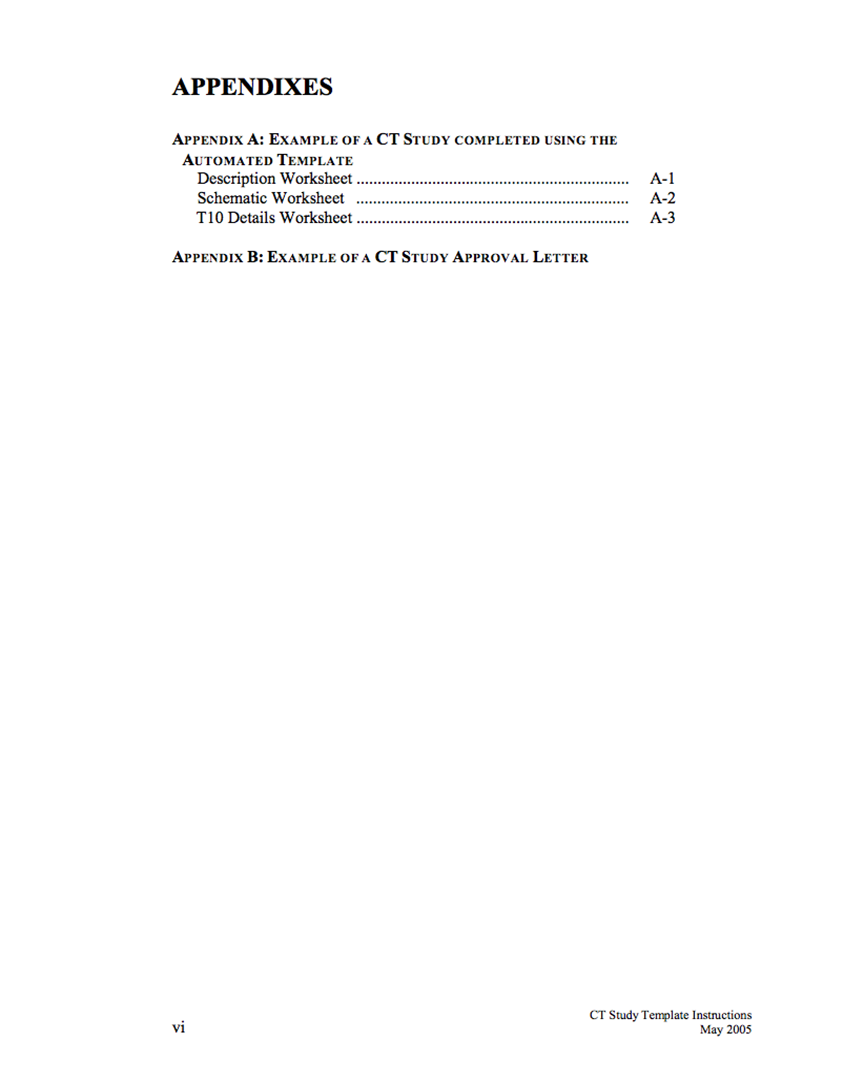 APPENDIXES
APPENDIX A: EXAMPLE OF A CT STUDY COMPLETED USING THE
AUTOMATED TEMPLATE
Description Worksheet ................................................................. A-1
Schematic Worksheet ................................................................. A-2
T10 Details Worksheet ................................................................. A-3
APPENDIX B: EXAMPLE OF A CT STUDY APPROVAL LETTER
CT Study Template Instructions
vi
May 2005